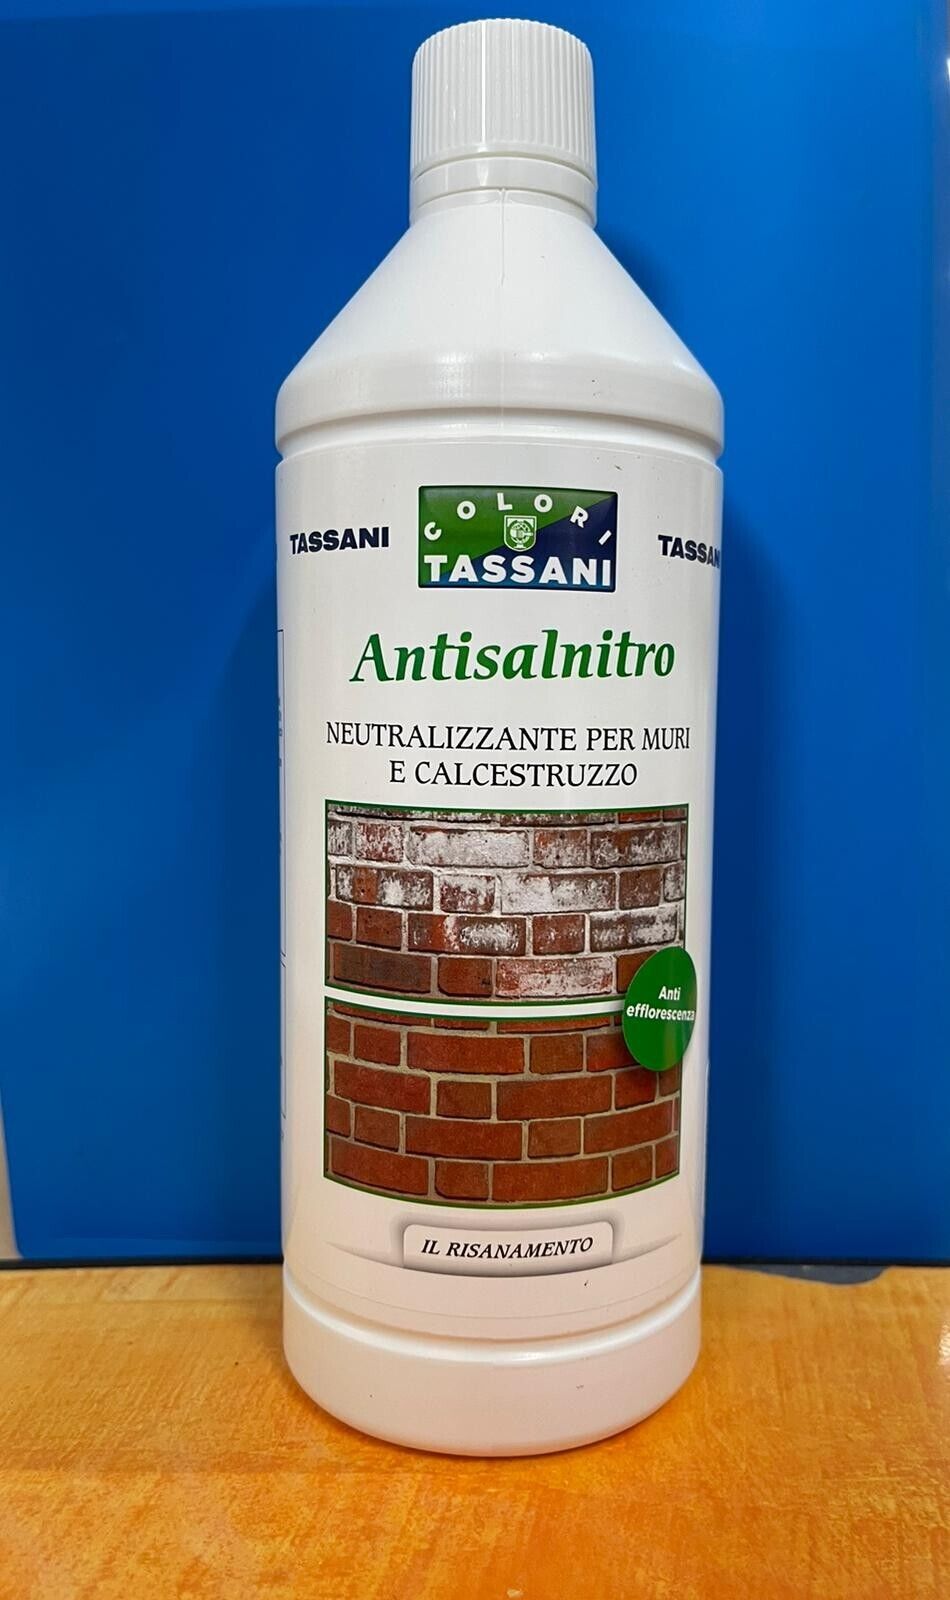 COLORI
TASSANI
TASSANI
TASSANI
Antisalnitro
NEUTRALIZZANTE PER MURI
E CALCESTRUZZO
Anti
efflorescenza
IL RISANAMENTO